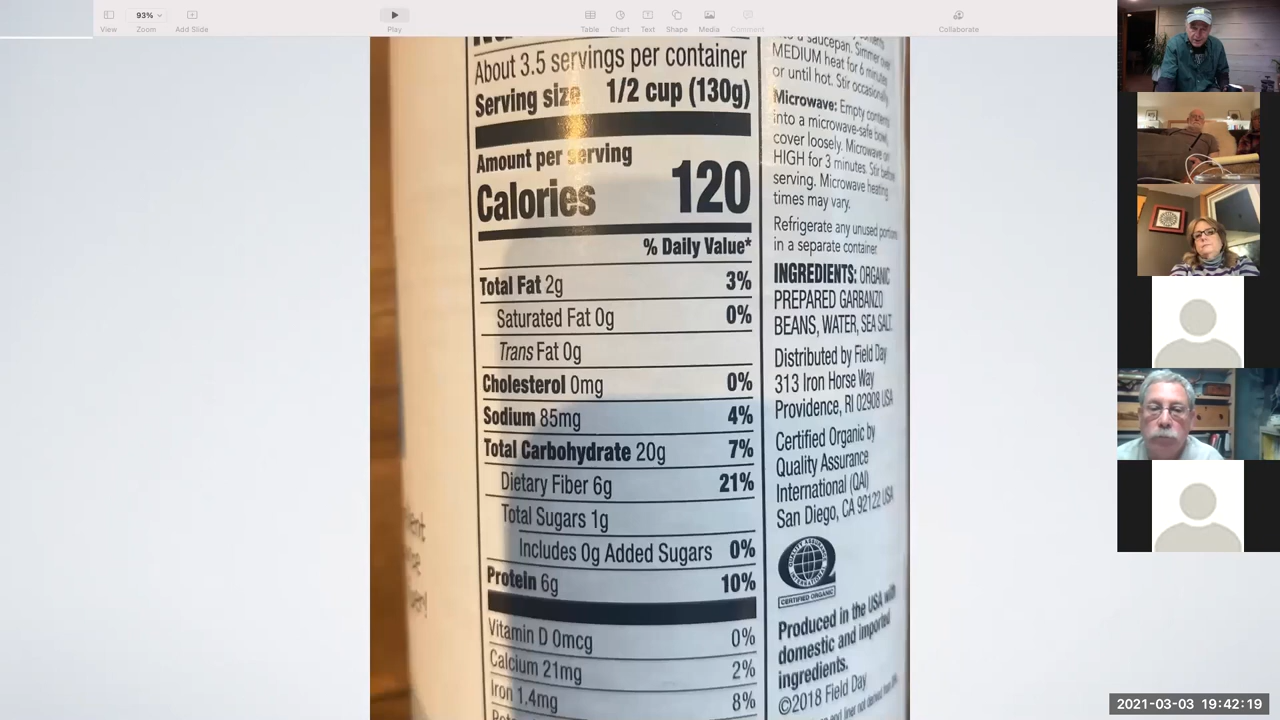 93%
View
Zoom
Add Slide
Play
Table
Chart
Text
Shape
Media
Comment
Collaborate
About 3.5 servings per container
Serving size 1/2 cup (130g)
Amount per serving
Calories 120
% Daily Value*
Total Fat 2g 3%
Saturated Fat 0g 0%
Trans Fat 0g
Cholesterol 0mg 0%
Sodium 85mg 4%
Total Carbohydrate 20g 7%
Dietary Fiber 6g 21%
Total Sugars 1g
Includes 0g Added Sugars 0%
Protein 6g 10%
Vitamin D 0mcg 0%
Calcium 21mg 2%
Iron 1.4mg 8%
a saucepan. Simmer over
MEDIUM heat for 6 minutes
or until hot. Stir occasionally
Microwave: Empty contents
into a microwave-safe bowl,
cover loosely. Microwave on
HIGH for 3 minutes. Stir before
serving. Microwave heating
times may vary.
Refrigerate any unused portions
in a separate container
INGREDIENTS: ORGANIC
PREPARED GARBANZO
BEANS, WATER, SEA SALT.
Distributed by Field Day
313 Iron Horse Way
Providence, RI 02908 USA
Certified Organic by
Quality Assurance
International (QAI)
San Diego, CA 92122 USA
QUALITY ASSURANCE
INTERNATIONAL
CERTIFIED ORGANIC
Produced in the USA with
domestic and imported
ingredients.
©2018 Field Day
and liner not derived from
2021-03-03 19:42:19